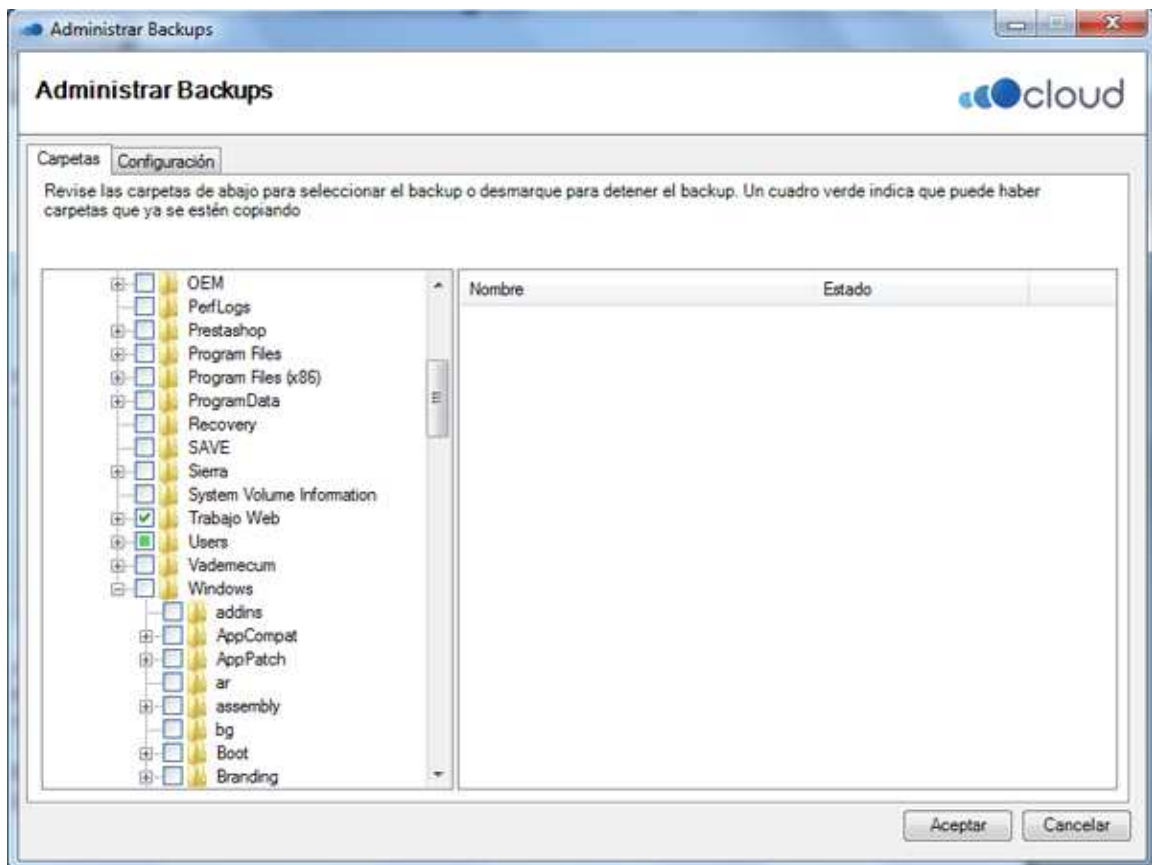 Administrar Backups
Administrar Backups
cloud
Carpetas
Configuración
Revise las carpetas de abajo para seleccionar el backup o desmarque para detener el backup. Un cuadro verde indica que puede haber
carpetas que ya se estén copiando
Nombre
Estado
OEM
PerfLogs
Prestashop
Program Files
Program Files (x86)
ProgramData
Recovery
SAVE
Sierra
System Volume Information
Trabajo Web
Users
Vademecum
Windows
addins
AppCompat
AppPatch
ar
assembly
bg
Boot
Branding
Aceptar
Cancelar